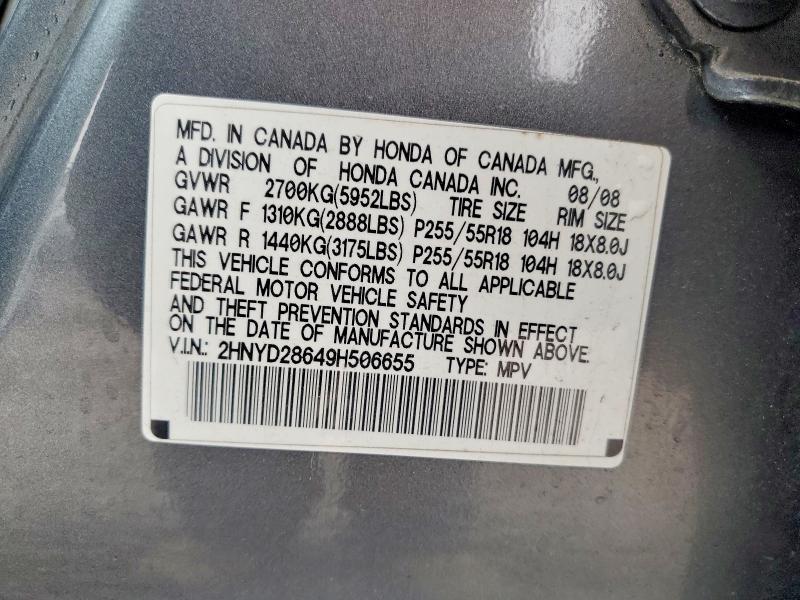 MFD. IN CANADA BY HONDA OF CANADA MFG.,
A DIVISION OF HONDA CANADA INC. 08/08
GVWR 2700KG(5952LBS) TIRE SIZE RIM SIZE
GAWR F 1310KG(2888LBS) P255/55R18 104H 18X8.0J
GAWR R 1440KG(3175LBS) P255/55R18 104H 18X8.0J
THIS VEHICLE CONFORMS TO ALL APPLICABLE
FEDERAL MOTOR VEHICLE SAFETY
AND THEFT PREVENTION STANDARDS IN EFFECT
ON THE DATE OF MANUFACTURE SHOWN ABOVE.
V.I.N.: 2HNYD28649H506655 TYPE: MPV